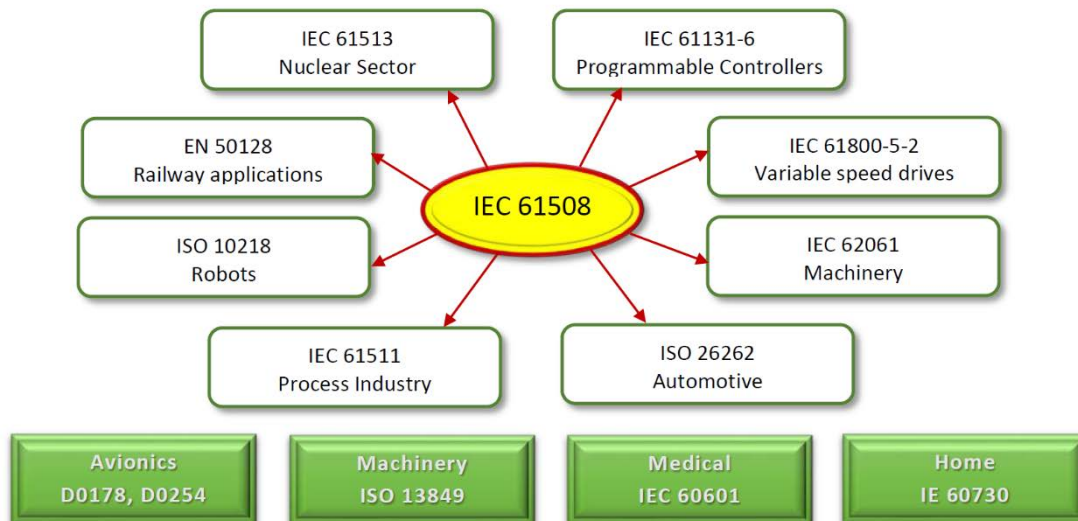 IEC 61513
Nuclear Sector
IEC 61131-6
Programmable Controllers
EN 50128
Railway applications
IEC 61800-5-2
Variable speed drives
IEC 61508
ISO 10218
Robots
IEC 62061
Machinery
IEC 61511
Process Industry
ISO 26262
Automotive
Avionics
D0178, D0254
Machinery
ISO 13849
Medical
IEC 60601
Home
IE 60730